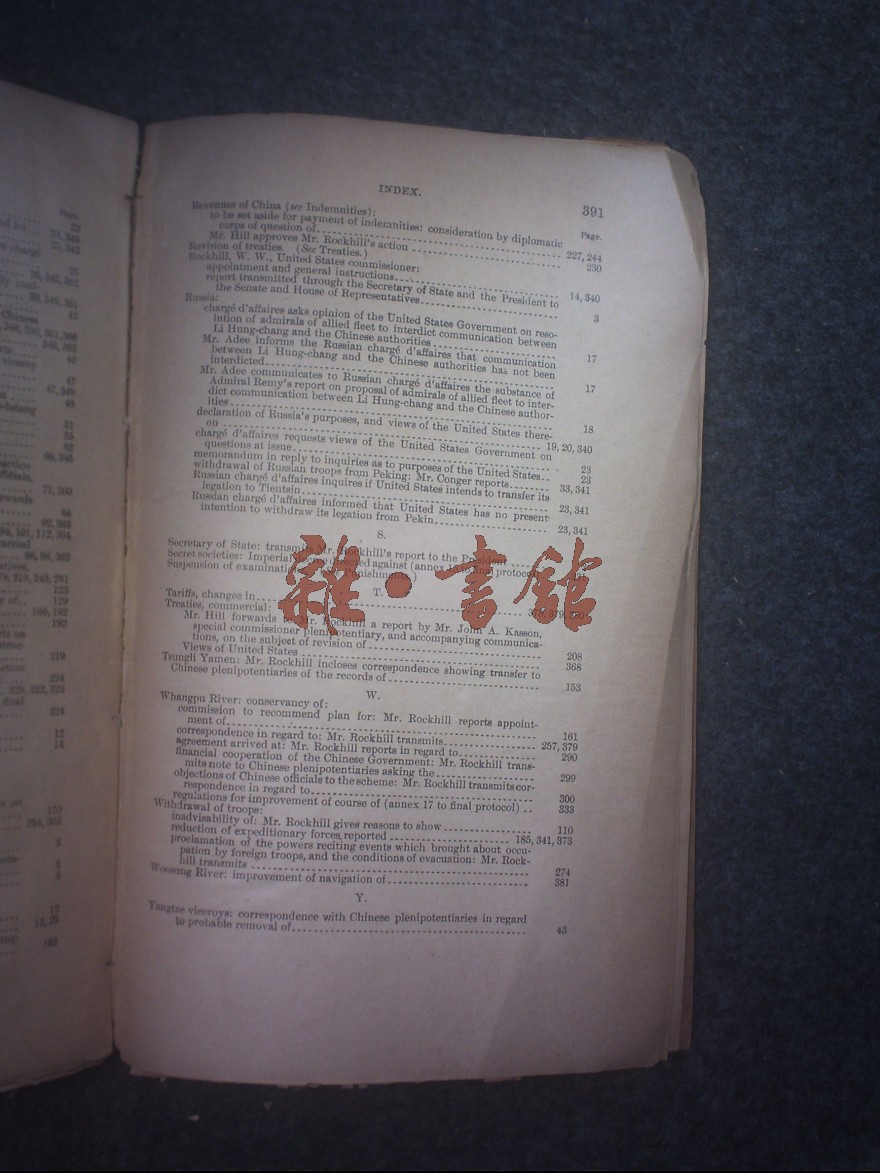 INDEX.
391
Page.
Revenues of China (see Indemnities):
to be set aside for payment of indemnities: consideration by diplomatic
corps of question of 227, 244
Mr. Hill approves Mr. Rockhill's action 230
Revision of treaties. (See Treaties.)
Rockhill, W. W., United States commissioner:
appointment and general instructions 14, 340
report transmitted through the Secretary of State and the President to
the Senate and House of Representatives 3
Russia:
chargé d'affaires asks opinion of the United States Government on reso-
lution of admirals of allied fleet to interdict communication between
Li Hung-chang and the Chinese authorities 17
Mr. Adee informs the Russian chargé d'affaires that communication
between Li Hung-chang and the Chinese authorities has not been
interdicted 17
Mr. Adee communicates to Russian chargé d'affaires the substance of
Admiral Remy's report on proposal of admirals of allied fleet to inter-
dict communication between Li Hung-chang and the Chinese author-
ities 18
declaration of Russia's purposes, and views of the United States there-
on 19, 20, 340
chargé d'affaires requests views of the United States Government on
questions at issue 23
memorandum in reply to inquiries as to purposes of the United States 23
withdrawal of Russian troops from Peking: Mr. Conger reports 33, 341
Russian chargé d'affaires inquires if United States intends to transfer its
legation to Tientsin 23, 341
Russian chargé d'affaires informed that United States has no present
intention to withdraw its legation from Pekin 23, 341
S.
Secretary of State: transmits Mr. Rockhill's report to the President
Secret societies: Imperial decree directed against (annex 15 to final protocol)
Suspension of examinations. Punishments.)
雜·書館
T.
Tariffs, changes in
Treaties, commercial:
Mr. Hill forwards to Mr. Rockhill a report by Mr. John A. Kasson,
special commissioner plenipotentiary, and accompanying communica-
tions, on the subject of revision of 208
Views of United States 368
Tsungli Yamen: Mr. Rockhill incloses correspondence showing transfer to
Chinese plenipotentiaries of the records of 153
W.
Whangpu River: conservancy of:
commission to recommend plan for: Mr. Rockhill reports appoint-
ment of 161
correspondence in regard to: Mr. Rockhill transmits 257, 379
agreement arrived at: Mr. Rockhill reports in regard to 290
financial cooperation of the Chinese Government: Mr. Rockhill trans-
mits note to Chinese plenipotentiaries asking the 299
objections of Chinese officials to the scheme: Mr. Rockhill transmits cor-
respondence in regard to 300
regulations for improvement of course of (annex 17 to final protocol) 333
Withdrawal of troops:
inadvisability of: Mr. Rockhill gives reasons to show 110
reduction of expeditionary forces reported 185, 341, 373
proclamation of the powers reciting events which brought about occu-
pation by foreign troops, and the conditions of evacuation: Mr. Rock-
hill transmits 274
Woosung River: improvement of navigation of 381
Y.
Yangtze viceroys: correspondence with Chinese plenipotentiaries in regard
to probable removal of 45